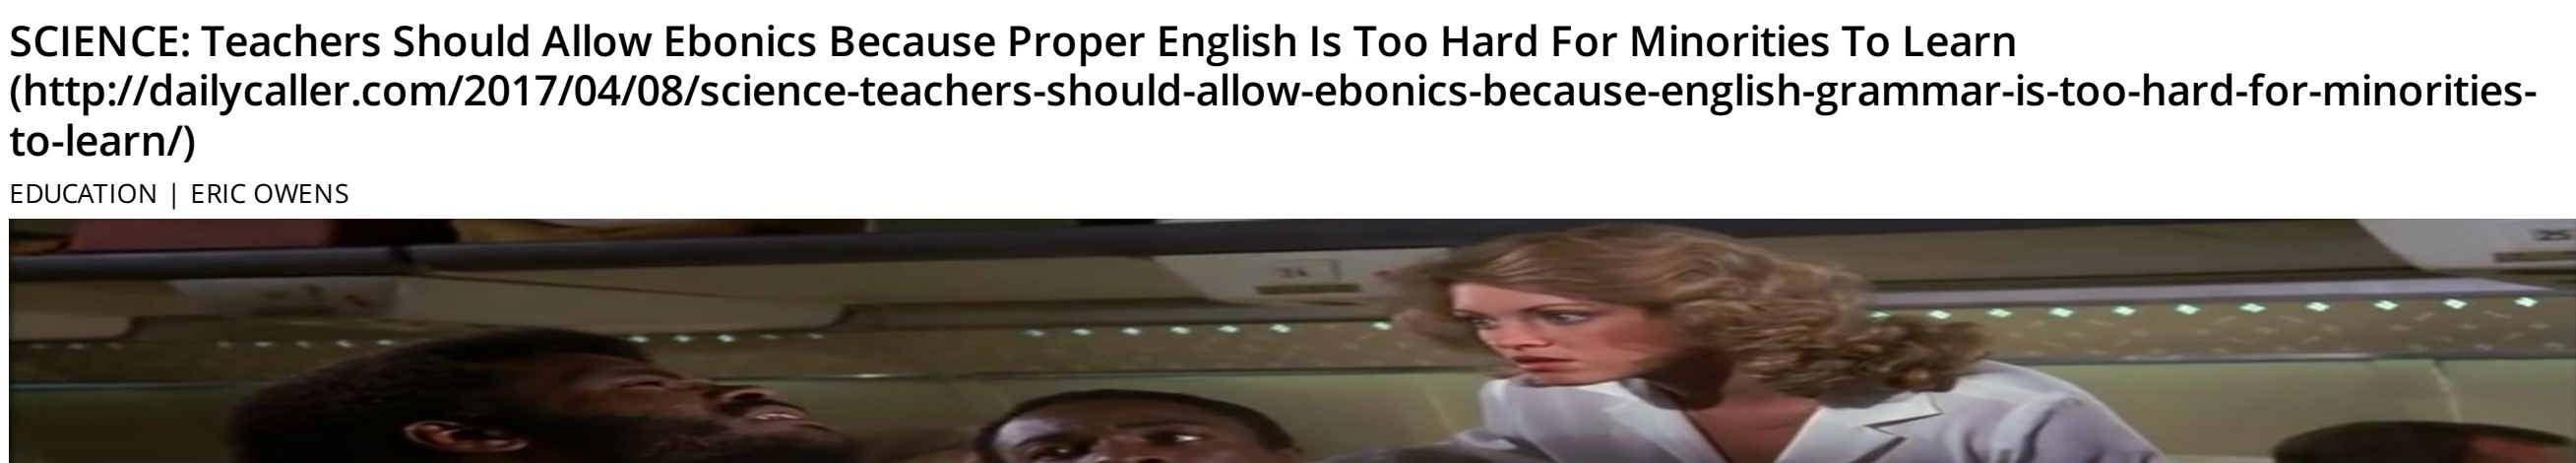 SCIENCE: Teachers Should Allow Ebonics Because Proper English Is Too Hard For Minorities To Learn
(http://dailycaller.com/2017/04/08/science-teachers-should-allow-ebonics-because-english-grammar-is-too-hard-for-minorities-
to-learn/)
EDUCATION | ERIC OWENS
24
25